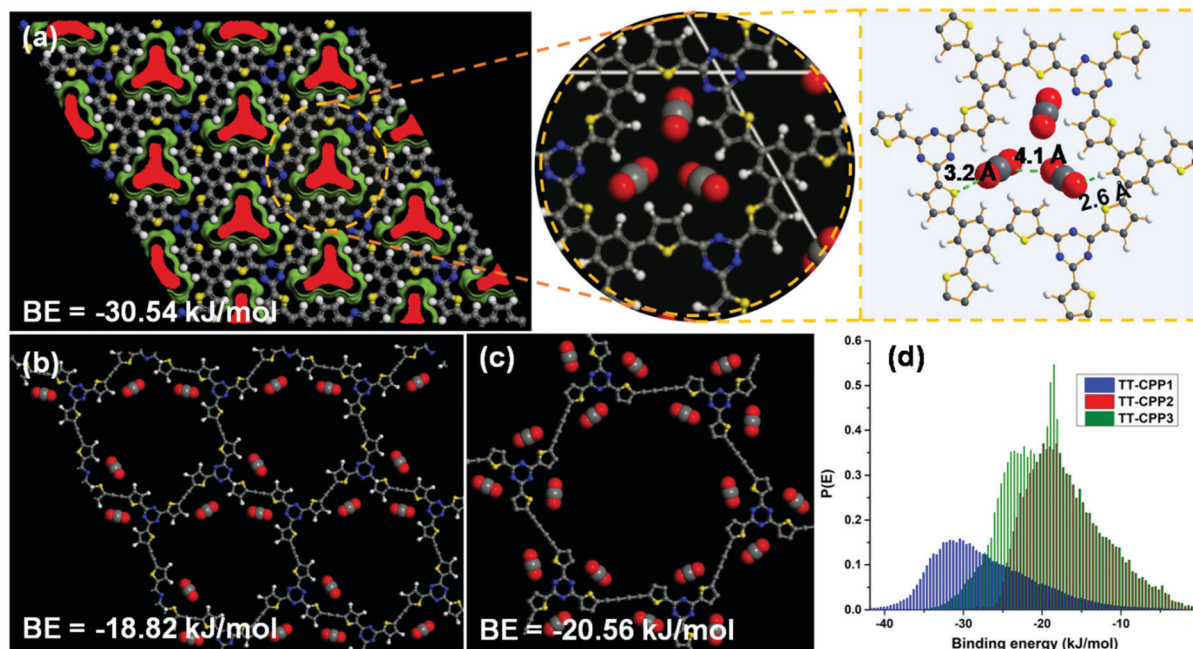 (a)
BE = -30.54 kJ/mol
3.2 Å
4.1 Å
2.6 Å
(b)
BE = -18.82 kJ/mol
(c)
BE = -20.56 kJ/mol
(d)
TT-CPP1
TT-CPP2
TT-CPP3
P(E)
0.6
0.5
0.4
0.3
0.2
0.1
0.0
-40
-30
-20
-10
Binding energy (kJ/mol)